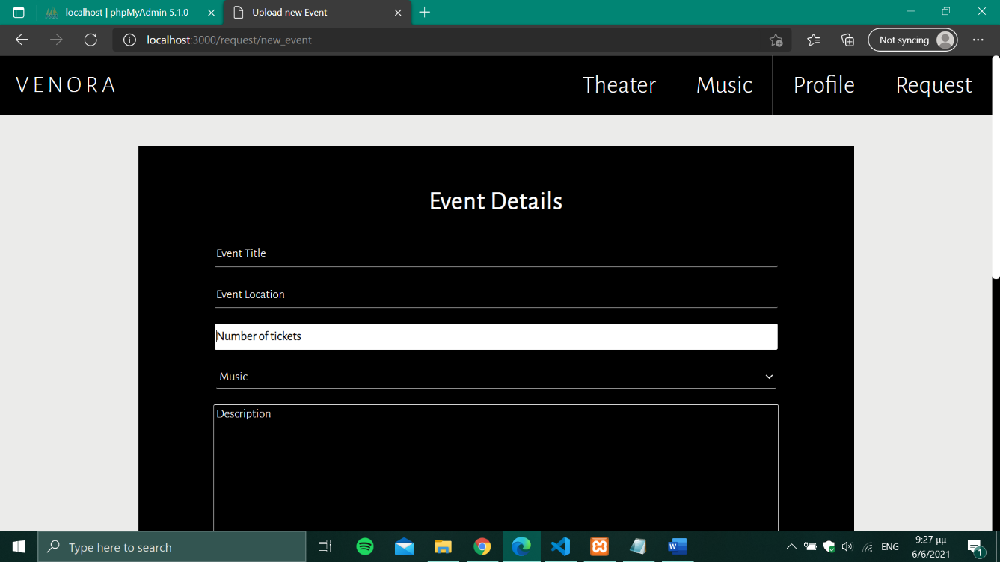 localhost | phpMyAdmin 5.1.0
Upload new Event
localhost:3000/request/new_event
Not syncing
VENORA
Theater
Music
Profile
Request
Event Details
Event Title
Event Location
Number of tickets
Music
Description
Type here to search
ENG
9:27 μμ
6/6/2021
1